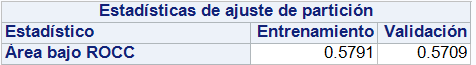 Estadísticas de ajuste de partición
Estadístico Entrenamiento Validación
Área bajo ROCC 0.5791 0.5709